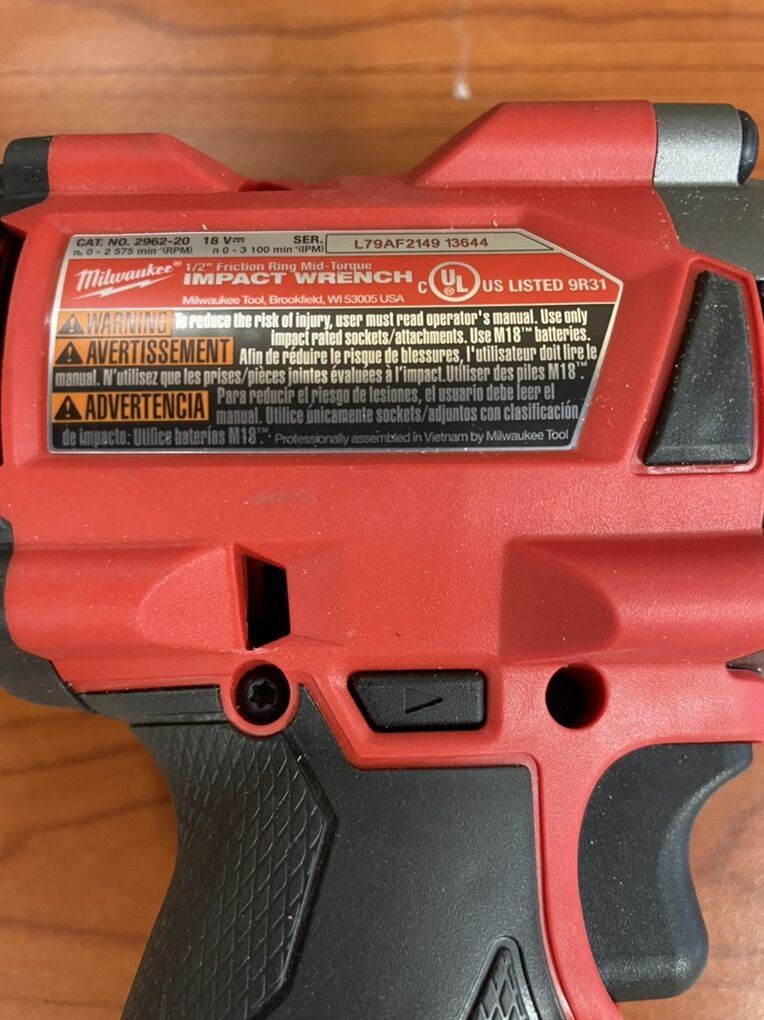 CAT. NO. 2962-20 18 V⎓ SER. L79AF2149 13644
n₀ 0 - 2 575 min⁻¹(RPM) n 0 - 3 100 min⁻¹(IPM)
Milwaukee® 1/2" Friction Ring Mid-Torque
IMPACT WRENCH C UL® US LISTED 9R31
Milwaukee Tool, Brookfield, WI 53005 USA
WARNING To reduce the risk of injury, user must read operator's manual. Use only
Impact rated sockets/attachments. Use M18™ batteries.
AVERTISSEMENT Afin de réduire le risque de blessures, l'utilisateur doit lire le
manual. N'utilisez que les prises/pièces jointes évaluées à l'impact.Utiliser des piles M18™.
ADVERTENCIA Para reducir el riesgo de lesiones, el usuario debe leer el
manual. Utilice únicamente sockets/adjuntos con clasificación
de impacto. Utilice baterías M18™. Professionally assembled in Vietnam by Milwaukee Tool